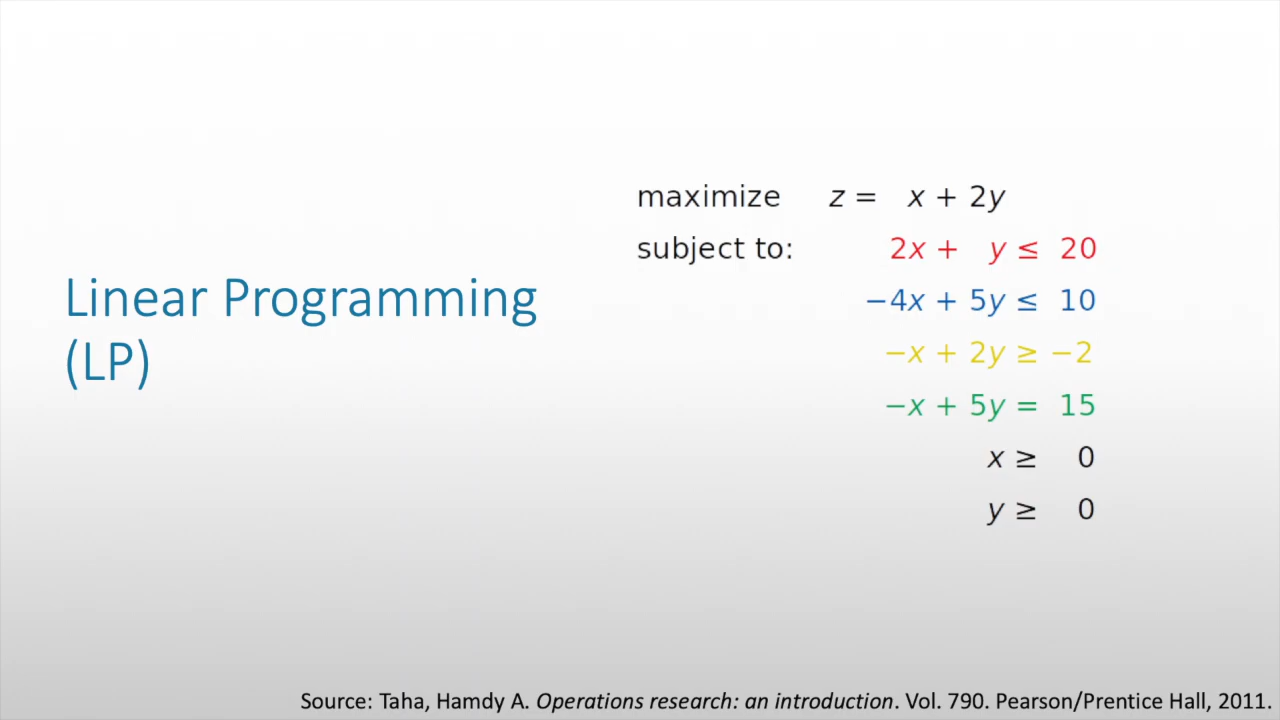 Linear Programming
(LP)
maximize z = x + 2y
subject to: 2x + y ≤ 20
−4x + 5y ≤ 10
−x + 2y ≥ −2
−x + 5y = 15
x ≥ 0
y ≥ 0
Source: Taha, Hamdy A. Operations research: an introduction. Vol. 790. Pearson/Prentice Hall, 2011.